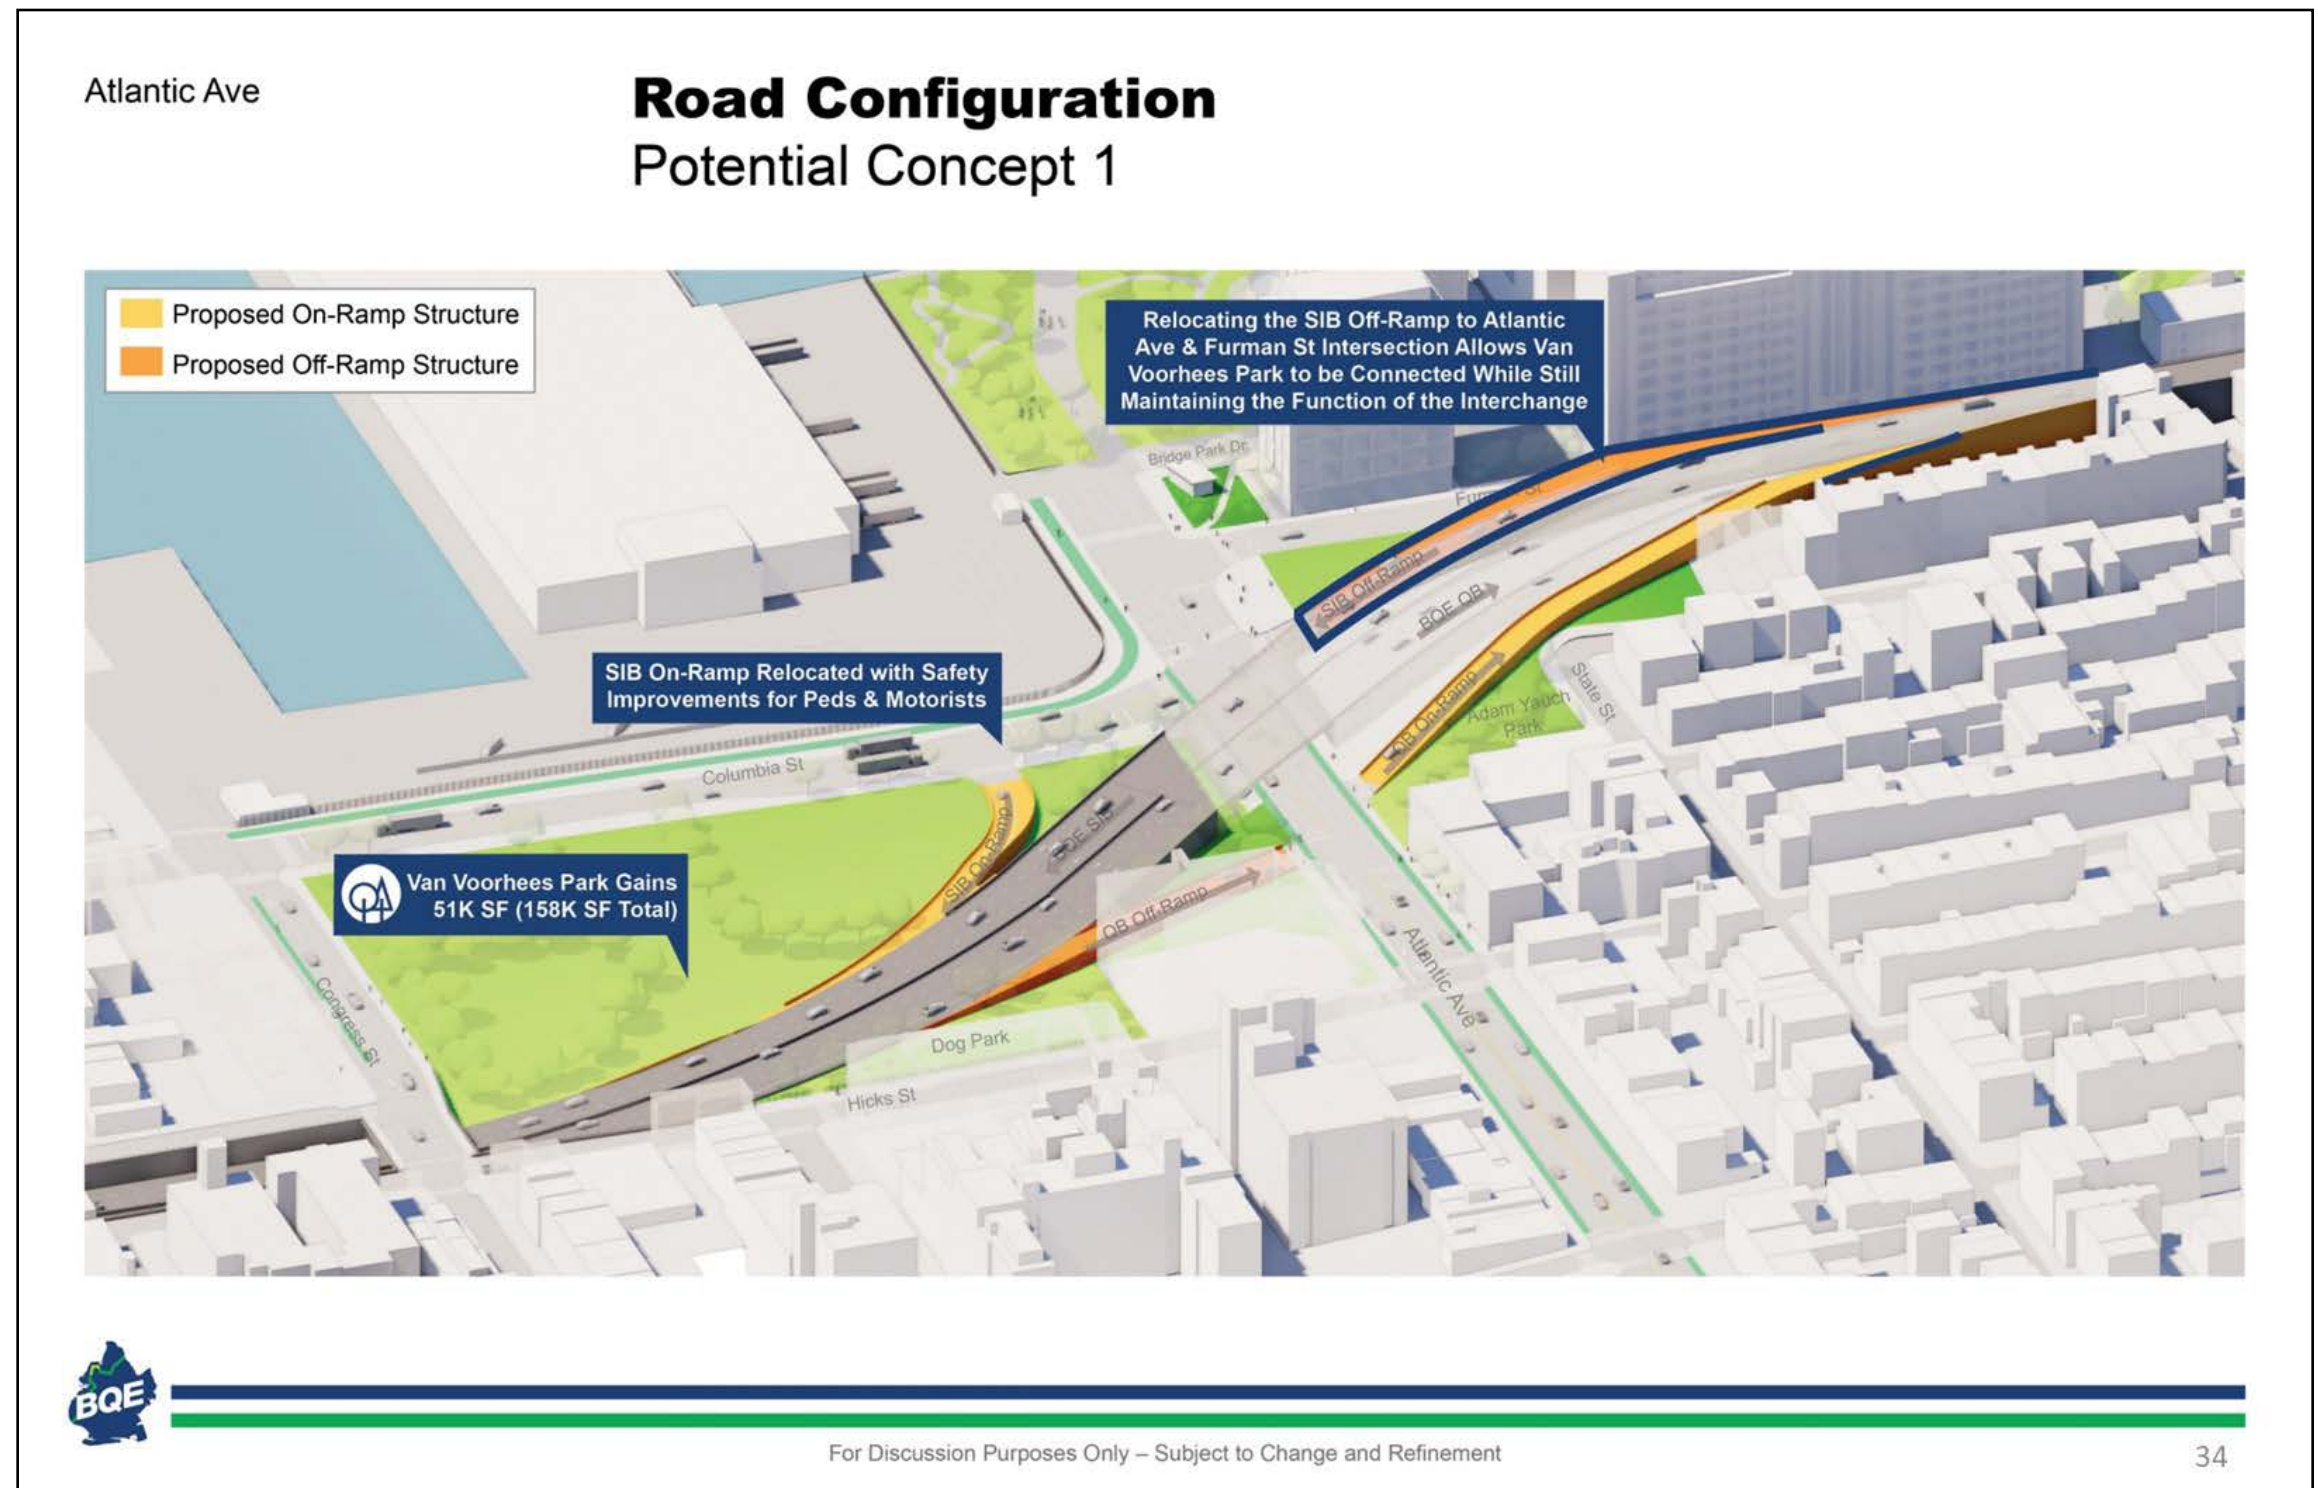 Atlantic Ave
Road Configuration
Potential Concept 1
Proposed On-Ramp Structure
Proposed Off-Ramp Structure
Relocating the SIB Off-Ramp to Atlantic
Ave & Furman St Intersection Allows Van
Voorhees Park to be Connected While Still
Maintaining the Function of the Interchange
Bridge Park Dr
SIB Off-Ramp
BQE QB
SIB On-Ramp Relocated with Safety
Improvements for Peds & Motorists
State St
QB On-Ramp
Adam Yauch
Park
Columbia St
SIB On-Ramp
BQE SIB
Van Voorhees Park Gains
51K SF (158K SF Total)
QB Off-Ramp
Atlantic Ave
Congress St
Dog Park
Hicks St
BQE
For Discussion Purposes Only – Subject to Change and Refinement
34